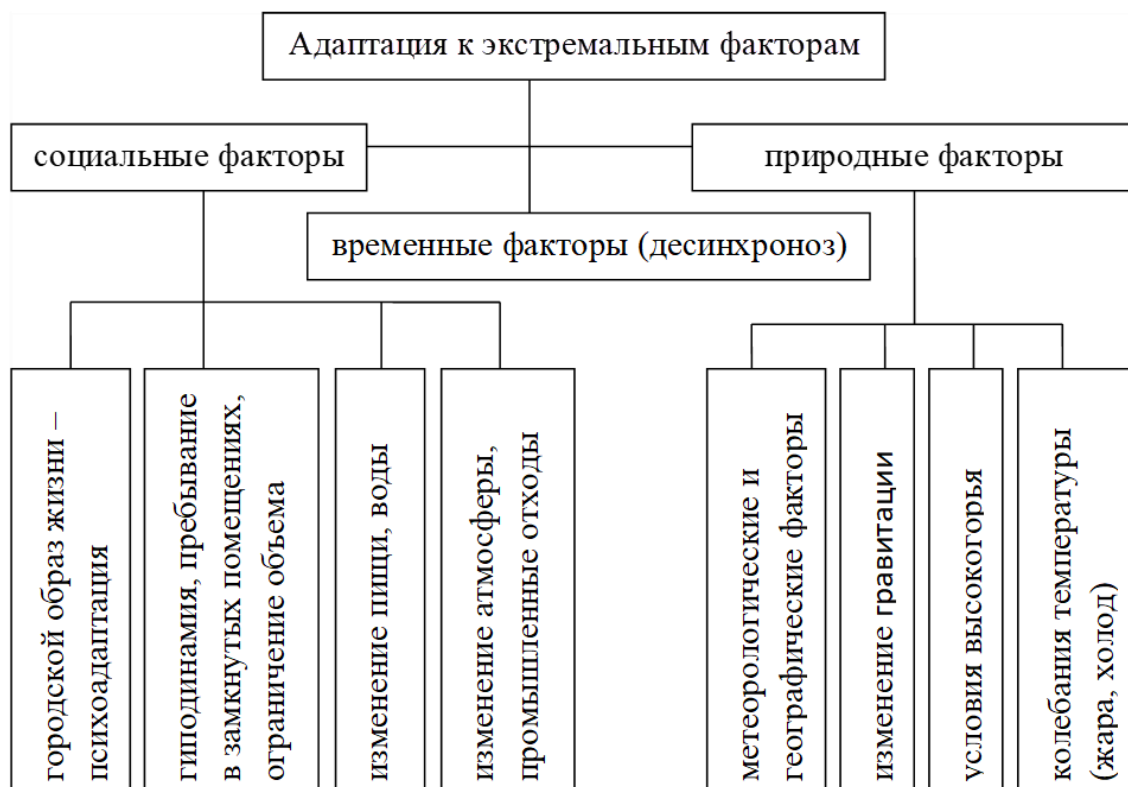 Адаптация к экстремальным факторам
социальные факторы
природные факторы
временные факторы (десинхроноз)
городской образ жизни –
психоадаптация
гиподинамия, пребывание
в замкнутых помещениях,
ограничение объема
изменение пищи, воды
изменение атмосферы,
промышленные отходы
метеорологические и
географические факторы
изменение гравитации
условия высокогорья
колебания температуры
(жара, холод)